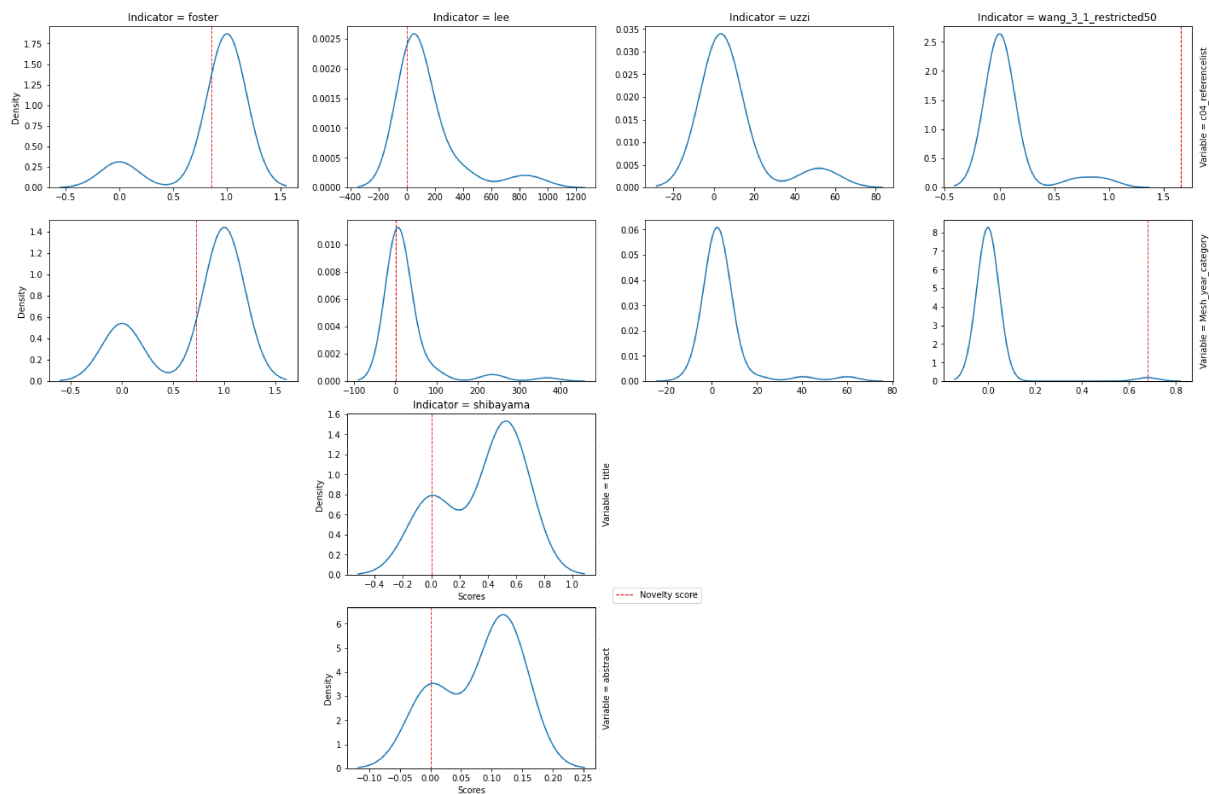 Indicator = foster
Indicator = lee
Indicator = uzzi
Indicator = wang_3_1_restricted50
Density
1.75
1.50
1.25
1.00
0.75
0.50
0.25
0.00
−0.5 0.0 0.5 1.0 1.5
0.0025
0.0020
0.0015
0.0010
0.0005
0.0000
−400 −200 0 200 400 600 800 1000 1200
0.035
0.030
0.025
0.020
0.015
0.010
0.005
0.000
−20 0 20 40 60 80
2.5
2.0
1.5
1.0
0.5
0.0
−0.5 0.0 0.5 1.0 1.5
Variable = c04_referencelist
Density
1.4
1.2
1.0
0.8
0.6
0.4
0.2
0.0
−0.5 0.0 0.5 1.0 1.5
0.010
0.008
0.006
0.004
0.002
0.000
−100 0 100 200 300 400
0.06
0.05
0.04
0.03
0.02
0.01
0.00
−20 0 20 40 60 80
8
7
6
5
4
3
2
1
0
0.0 0.2 0.4 0.6 0.8
Variable = Mesh_year_category
Indicator = shibayama
Density
1.6
1.4
1.2
1.0
0.8
0.6
0.4
0.2
0.0
−0.4 −0.2 0.0 0.2 0.4 0.6 0.8 1.0
Scores
Variable = title
Novelty score
Density
6
5
4
3
2
1
0
−0.10 −0.05 0.00 0.05 0.10 0.15 0.20 0.25
Scores
Variable = abstract